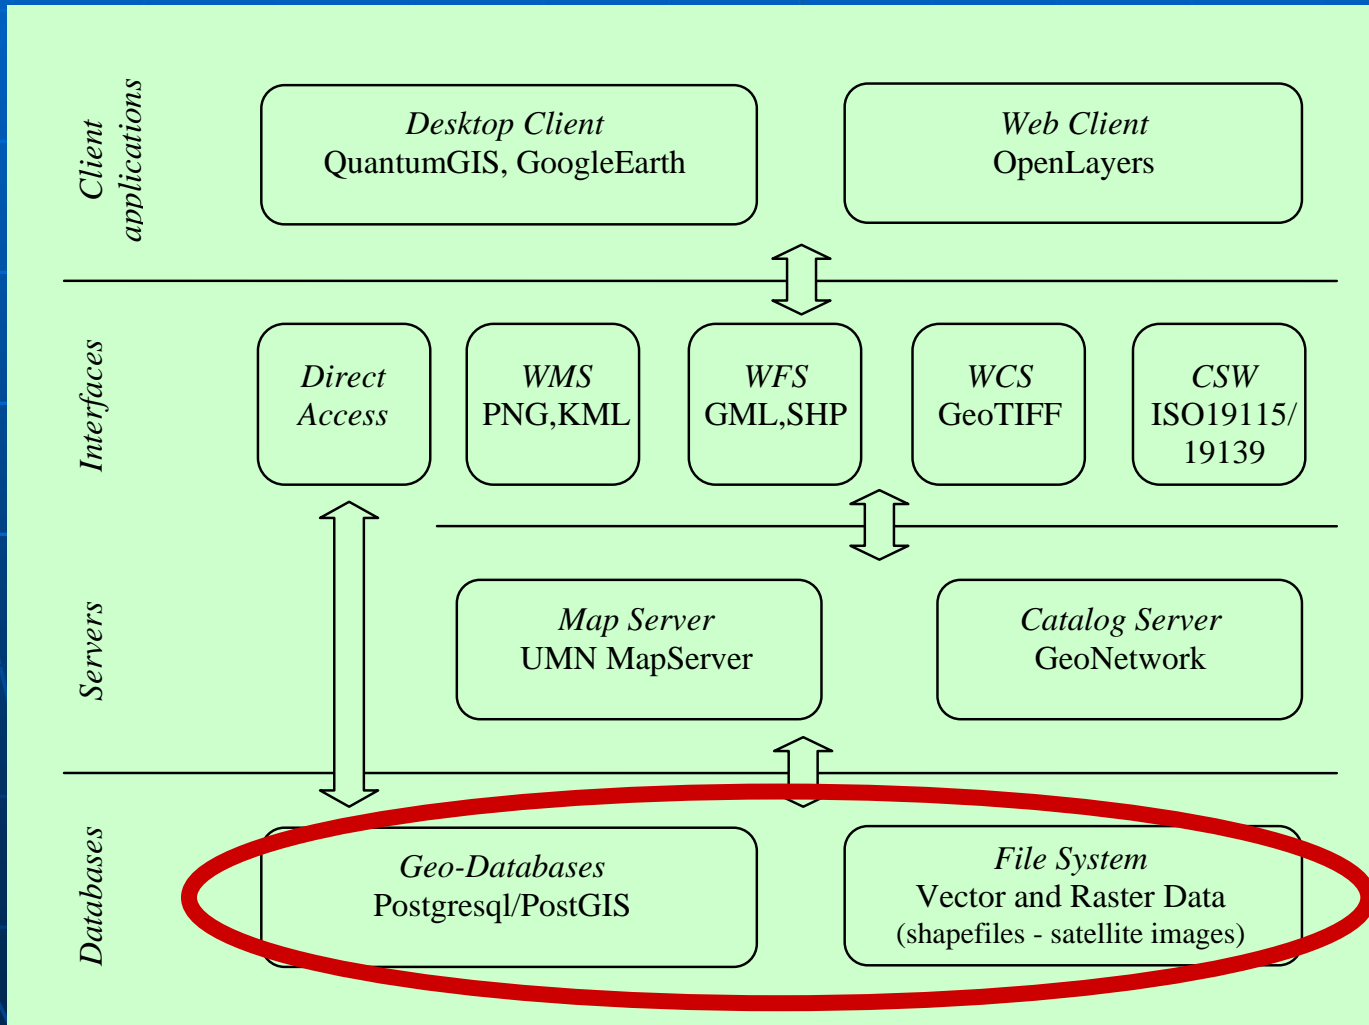 Client
applications
Desktop Client
QuantumGIS, GoogleEarth
Web Client
OpenLayers
Interfaces
Direct
Access
WMS
PNG,KML
WFS
GML,SHP
WCS
GeoTIFF
CSW
ISO19115/
19139
Servers
Map Server
UMN MapServer
Catalog Server
GeoNetwork
Databases
Geo-Databases
Postgresql/PostGIS
File System
Vector and Raster Data
(shapefiles - satellite images)